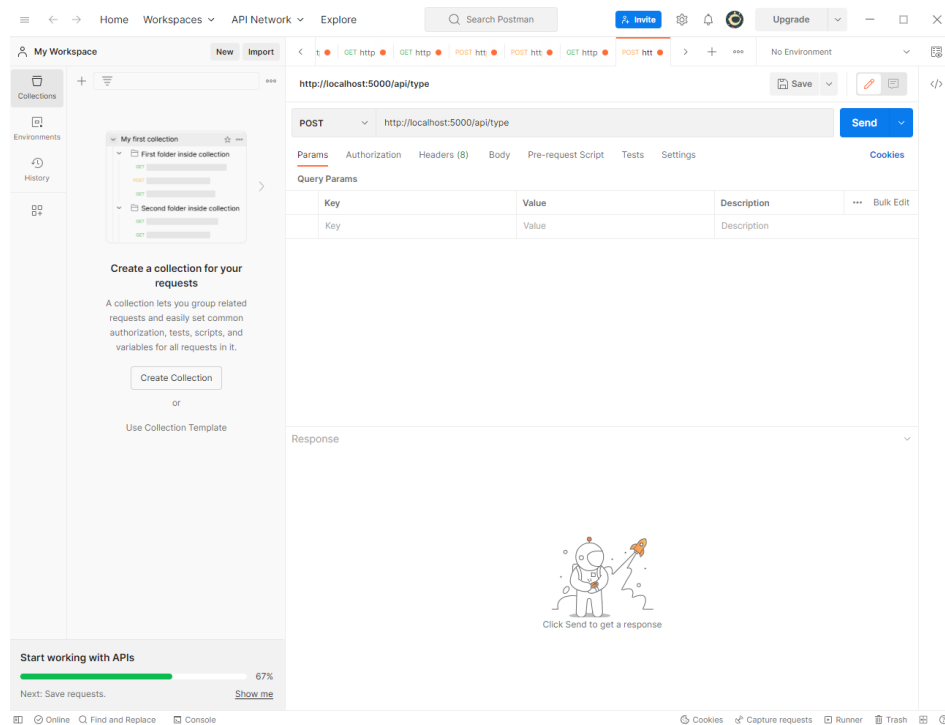 Home Workspaces API Network Explore Search Postman Invite Upgrade
My Workspace New Import
GET http GET http POST htt POST htt GET http POST htt No Environment
Collections
Environments
History
My first collection
First folder inside collection
GET
POST
GET
Second folder inside collection
GET
GET
Create a collection for your
requests
A collection lets you group related
requests and easily set common
authorization, tests, scripts, and
variables for all requests in it.
Create Collection
or
Use Collection Template
Start working with APIs
67%
Next: Save requests. Show me
http://localhost:5000/api/type Save
POST http://localhost:5000/api/type Send
Params Authorization Headers (8) Body Pre-request Script Tests Settings Cookies
Query Params
Key Value Description Bulk Edit
Key Value Description
Response
Click Send to get a response
Online Find and Replace Console Cookies Capture requests Runner Trash